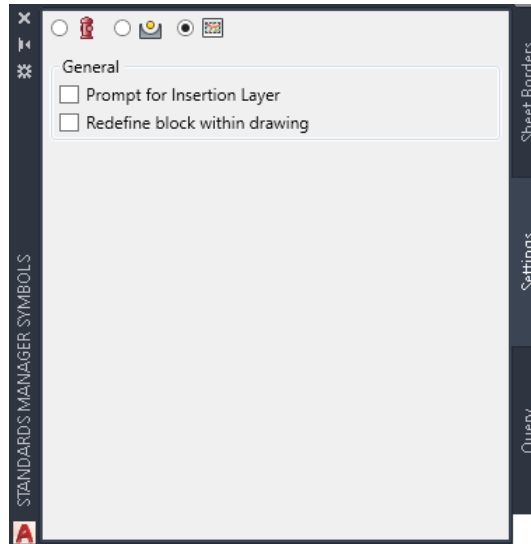 General
Prompt for Insertion Layer
Redefine block within drawing
STANDARDS MANAGER SYMBOLS
Sheet Borders
Settings
Query